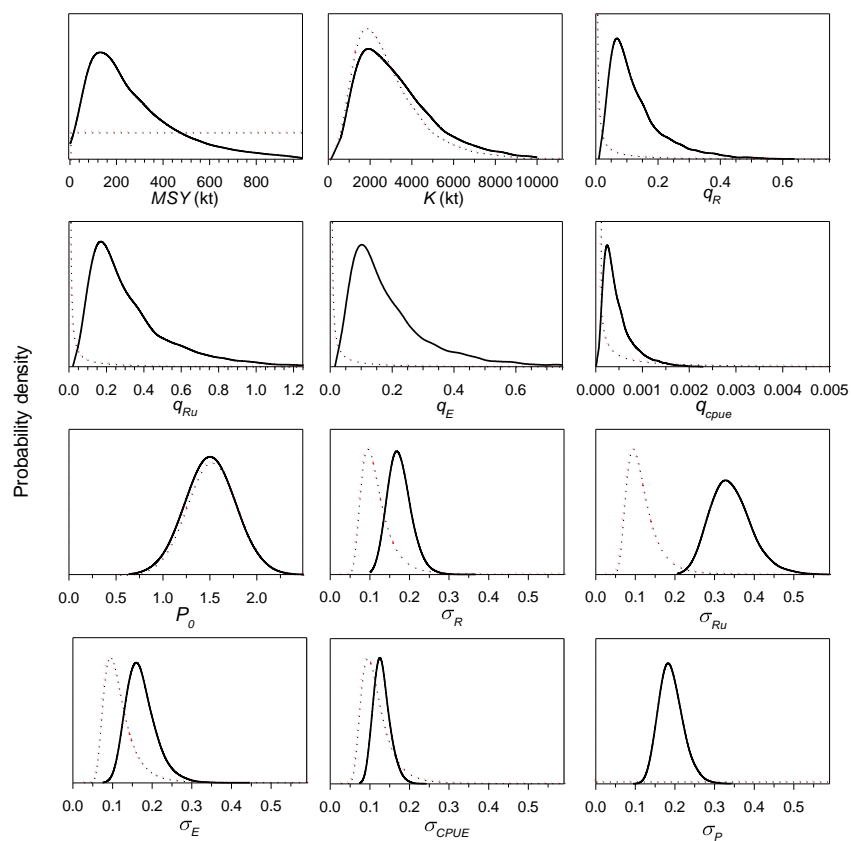 Probability density
0 200 400 600 800
MSY (kt)
0 2000 4000 6000 8000 10000
K (kt)
0.0 0.2 0.4 0.6
q_R
0.0 0.2 0.4 0.6 0.8 1.0 1.2
q_Ru
0.0 0.2 0.4 0.6
q_E
0.000 0.001 0.002 0.003 0.004 0.005
q_cpue
0.0 0.5 1.0 1.5 2.0
P_0
0.0 0.1 0.2 0.3 0.4 0.5
σ_R
0.0 0.1 0.2 0.3 0.4 0.5
σ_Ru
0.0 0.1 0.2 0.3 0.4 0.5
σ_E
0.0 0.1 0.2 0.3 0.4 0.5
σ_CPUE
0.0 0.1 0.2 0.3 0.4 0.5
σ_P